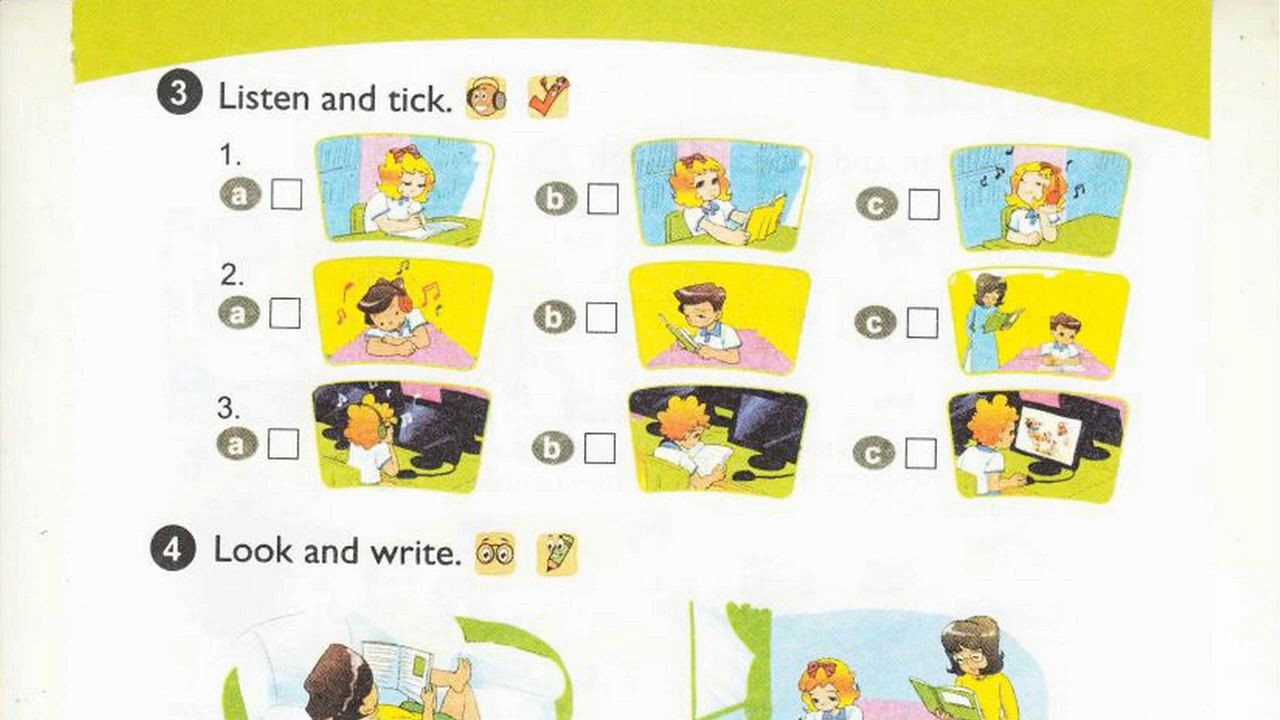 3 Listen and tick.
1.
a b c
2.
a b c
3.
a b c
4 Look and write.